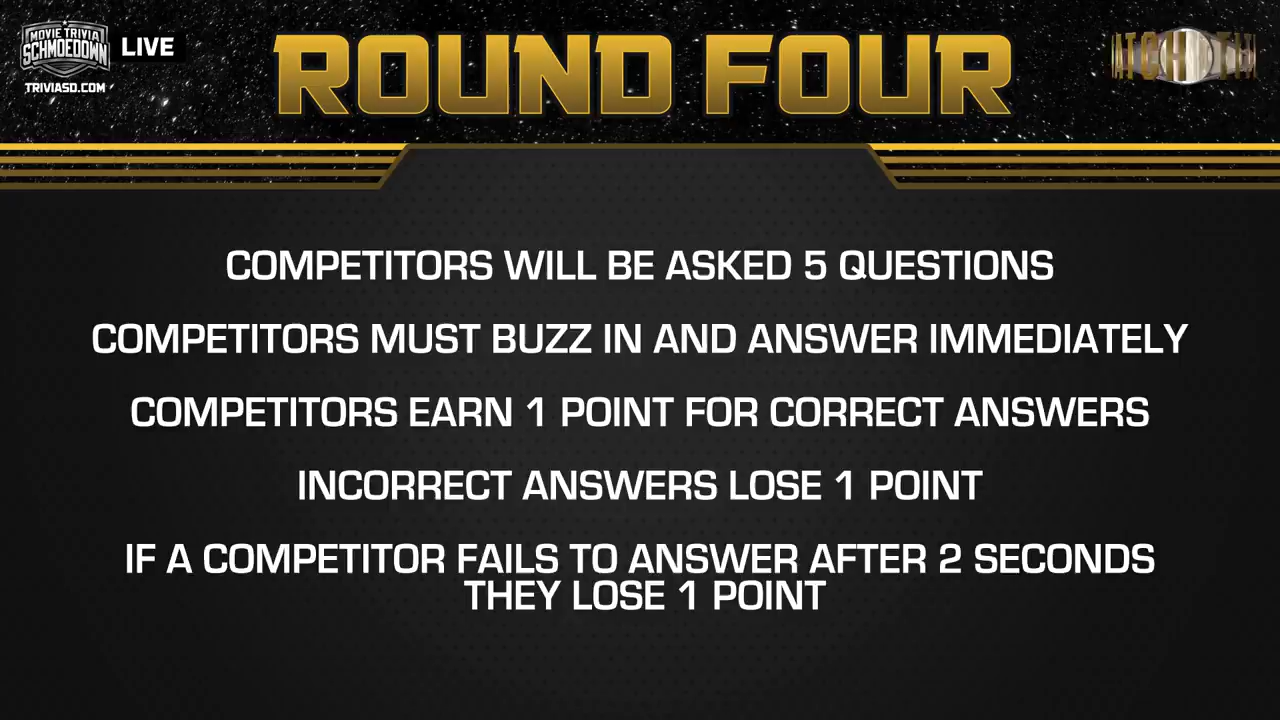 MOVIE TRIVIA
SCHMOEDOWN
LIVE
TRIVIASD.COM
ROUND FOUR
COMPETITORS WILL BE ASKED 5 QUESTIONS
COMPETITORS MUST BUZZ IN AND ANSWER IMMEDIATELY
COMPETITORS EARN 1 POINT FOR CORRECT ANSWERS
INCORRECT ANSWERS LOSE 1 POINT
IF A COMPETITOR FAILS TO ANSWER AFTER 2 SECONDS
THEY LOSE 1 POINT